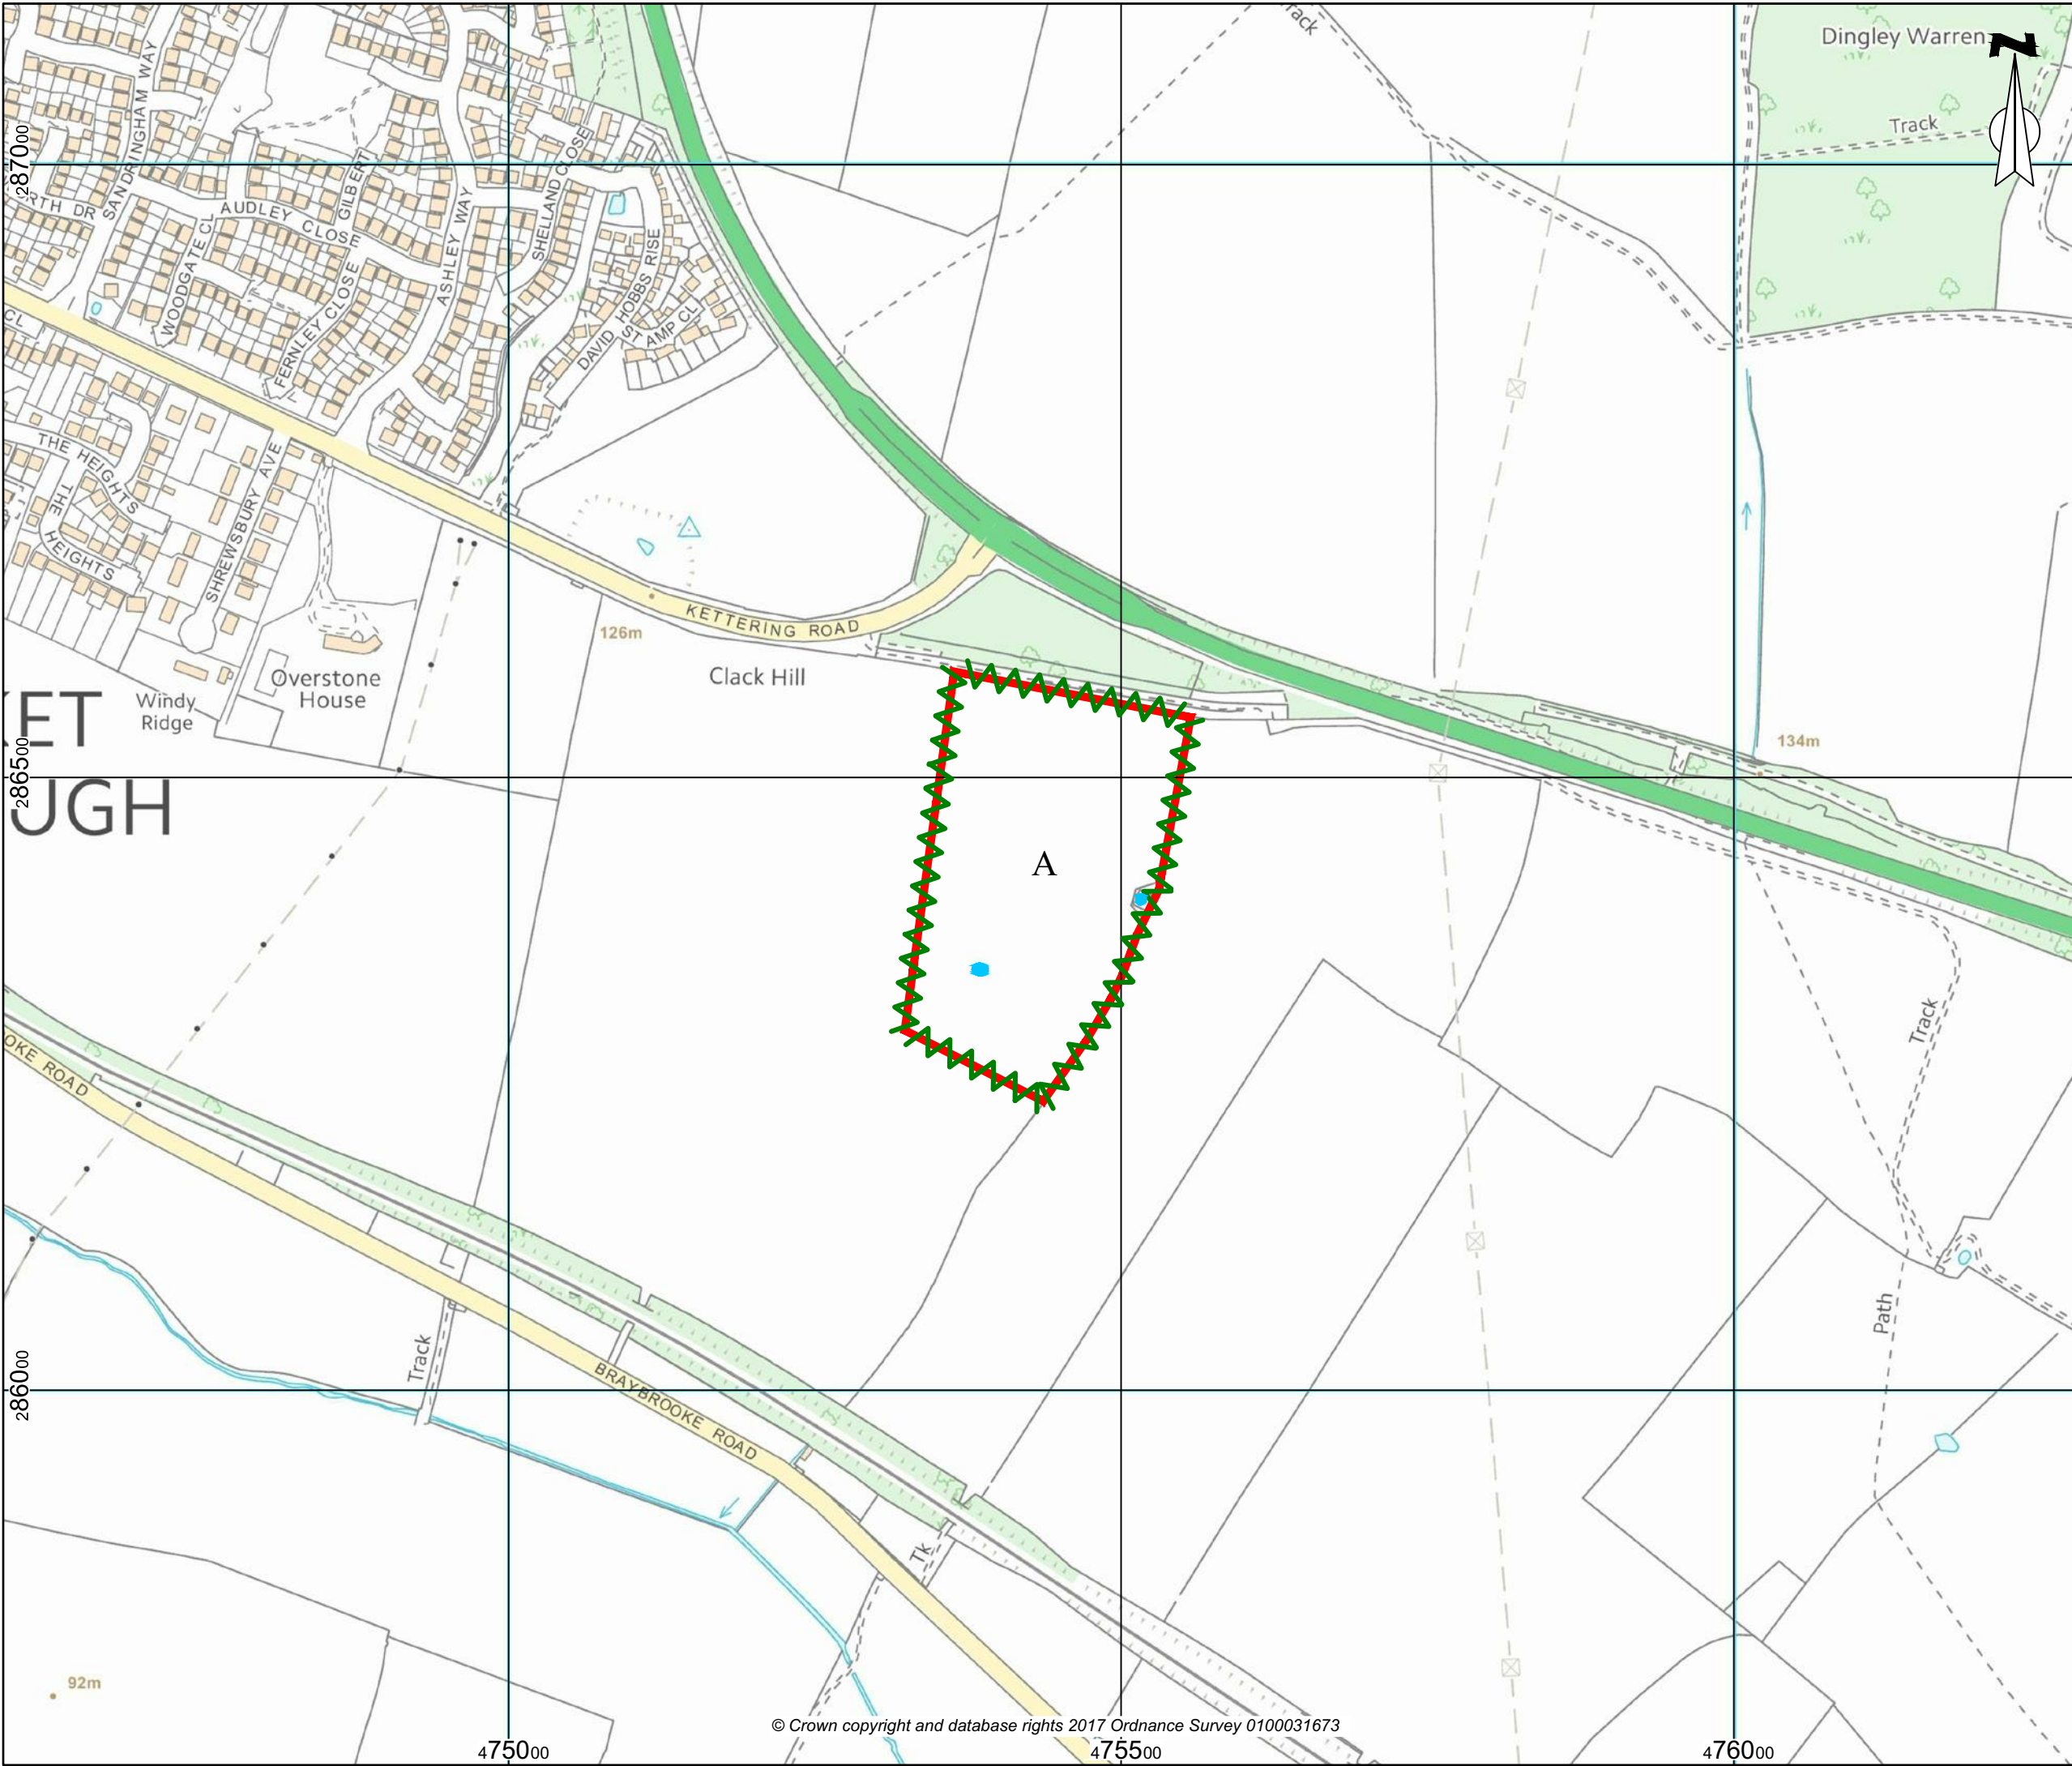 Track
Dingley Warren
N
SANDRINGHAM WAY
Track
287000
RTH DR
AUDLEY CLOSE
GILBERT
SHELLAND CLOSE
WOODGATE CL
ASHLEY WAY
DAVID HOBBS RISE
ST AMP CL
FERNLEY CLOSE
CL
THE HEIGHTS
THE HEIGHTS
SHREWSBURY AVE
KETTERING ROAD
126m
Clack Hill
Overstone
House
Windy
Ridge
KET
134m
286500
UGH
A
Track
OKE ROAD
Path
Track
286000
BRAYBROOKE ROAD
Tk
92m
© Crown copyright and database rights 2017 Ordnance Survey 0100031673
475000
475500
476000